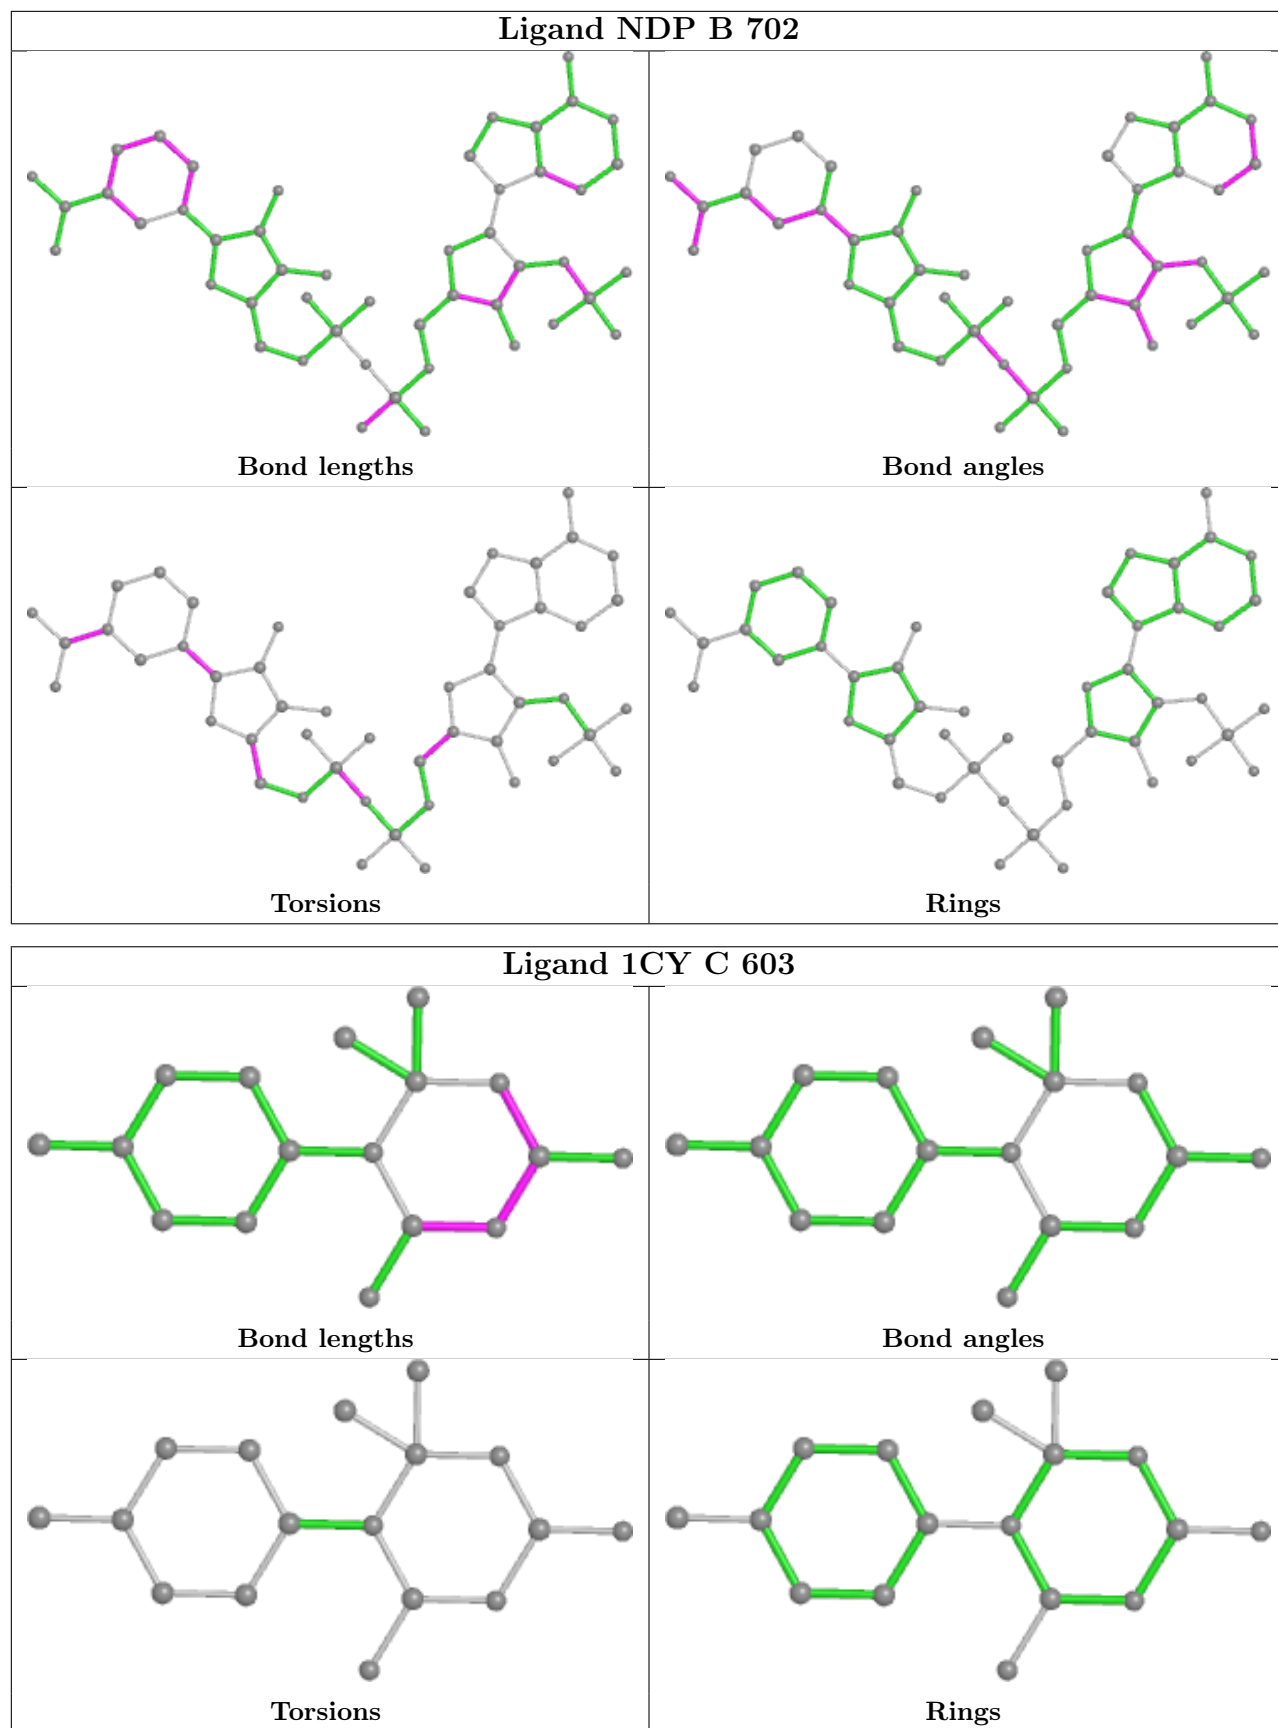 Ligand NDP B 702
Bond lengths
Bond angles
Torsions
Rings
Ligand 1CY C 603
Bond lengths
Bond angles
Torsions
Rings